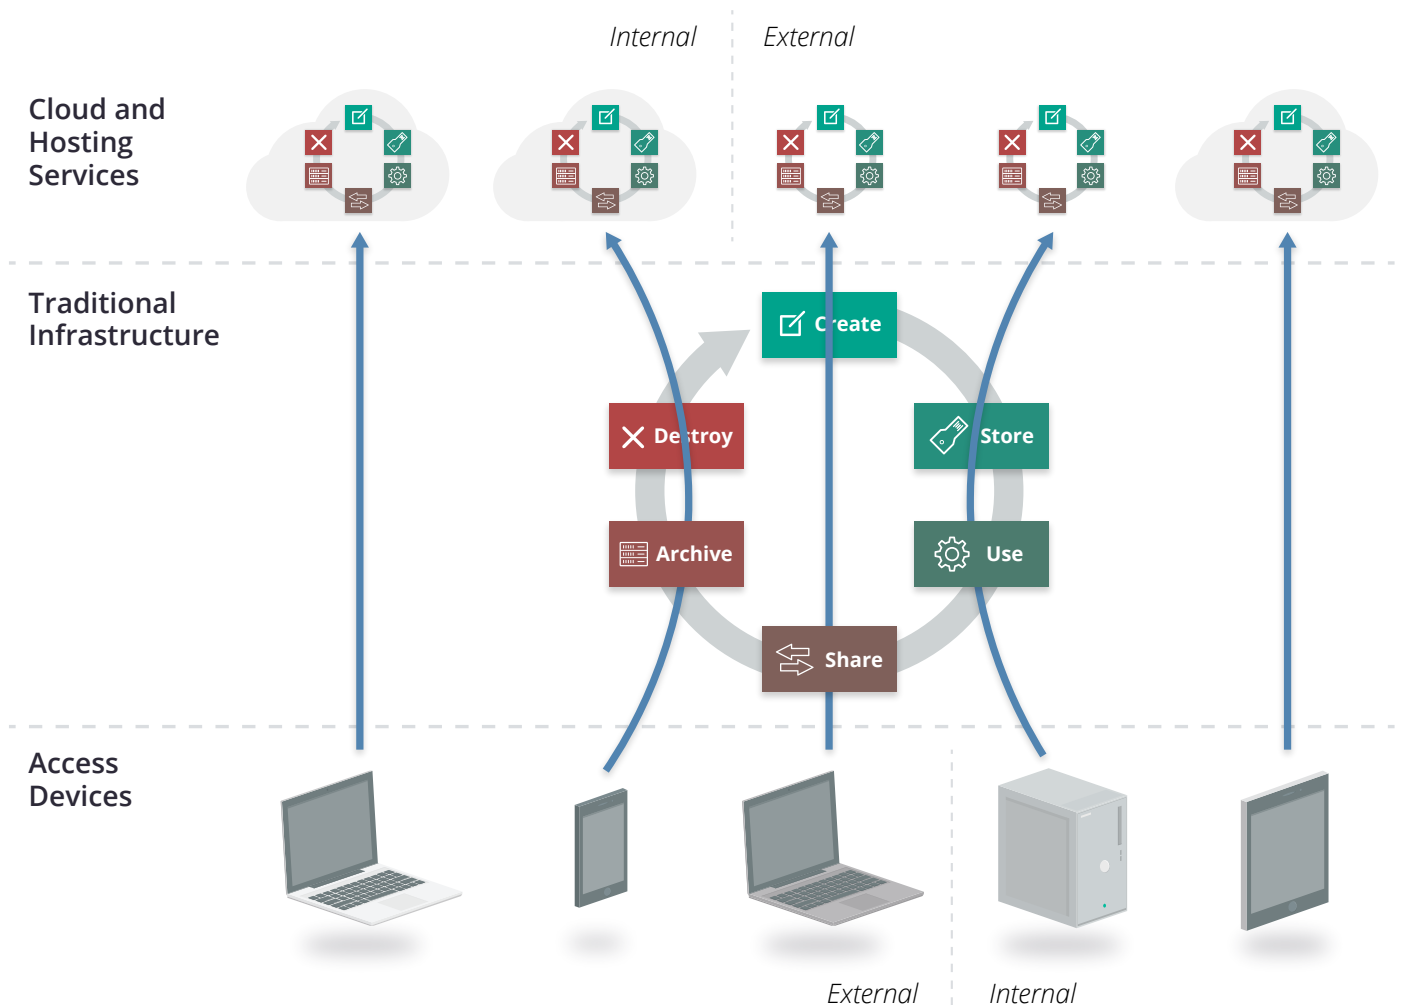 Internal
External
Cloud and
Hosting
Services
Traditional
Infrastructure
Create
Destroy
Store
Archive
Use
Share
Access
Devices
External
Internal